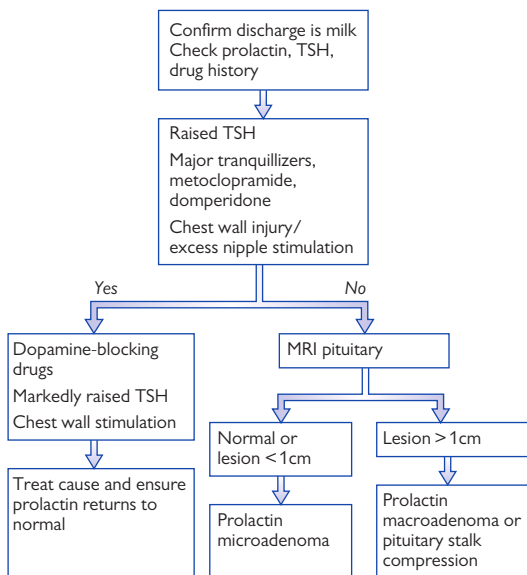 Confirm discharge is milk
Check prolactin, TSH,
drug history
Raised TSH
Major tranquillizers,
metoclopramide,
domperidone
Chest wall injury/
excess nipple stimulation
Yes
No
Dopamine-blocking
drugs
Markedly raised TSH
Chest wall stimulation
MRI pituitary
Normal or
lesion <1cm
Lesion >1cm
Treat cause and ensure
prolactin returns to
normal
Prolactin
microadenoma
Prolactin
macroadenoma or
pituitary stalk
compression